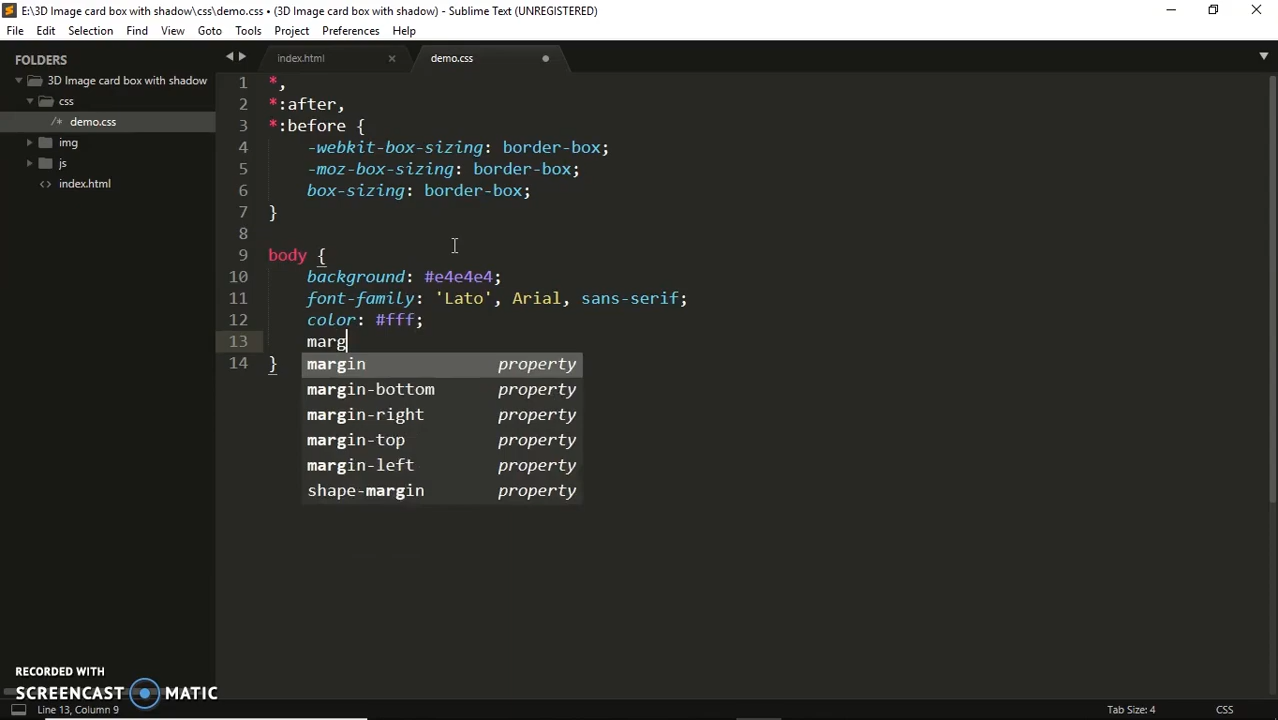 E:\3D Image card box with shadow\css\demo.css • (3D Image card box with shadow) - Sublime Text (UNREGISTERED)
File Edit Selection Find View Goto Tools Project Preferences Help
FOLDERS
3D Image card box with shadow
css
/* demo.css
img
js
<> index.html
index.html ×
demo.css
1 *,
2 *:after,
3 *:before {
4 -webkit-box-sizing: border-box;
5 -moz-box-sizing: border-box;
6 box-sizing: border-box;
7 }
8
9 body {
10 background: #e4e4e4;
11 font-family: 'Lato', Arial, sans-serif;
12 color: #fff;
13 marg
14 }
margin property
margin-bottom property
margin-right property
margin-top property
margin-left property
shape-margin property
RECORDED WITH
SCREENCAST MATIC
Line 13, Column 9
Tab Size: 4
CSS